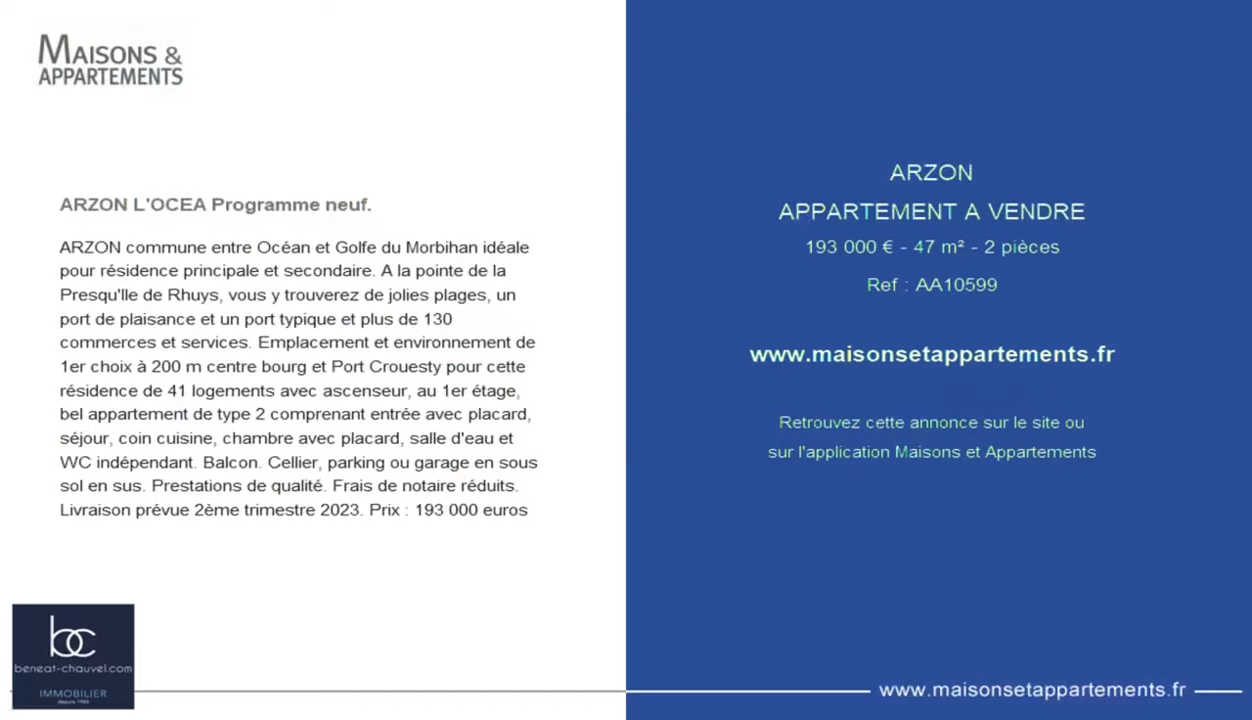 MAISONS &
APPARTEMENTS
ARZON L'OCEA Programme neuf.
ARZON commune entre Océan et Golfe du Morbihan idéale
pour résidence principale et secondaire. A la pointe de la
Presqu'lle de Rhuys, vous y trouverez de jolies plages, un
port de plaisance et un port typique et plus de 130
commerces et services. Emplacement et environnement de
1er choix à 200 m centre bourg et Port Crouesty pour cette
résidence de 41 logements avec ascenseur, au 1er étage,
bel appartement de type 2 comprenant entrée avec placard,
séjour, coin cuisine, chambre avec placard, salle d'eau et
WC indépendant. Balcon. Cellier, parking ou garage en sous
sol en sus. Prestations de qualité. Frais de notaire réduits.
Livraison prévue 2ème trimestre 2023. Prix : 193 000 euros
bc
beneat-chauvel.com
IMMOBILIER
depuis 1965
ARZON
APPARTEMENT A VENDRE
193 000 € - 47 m² - 2 pièces
Ref : AA10599
www.maisonsetappartements.fr
Retrouvez cette annonce sur le site ou
sur l'application Maisons et Appartements
www.maisonsetappartements.fr